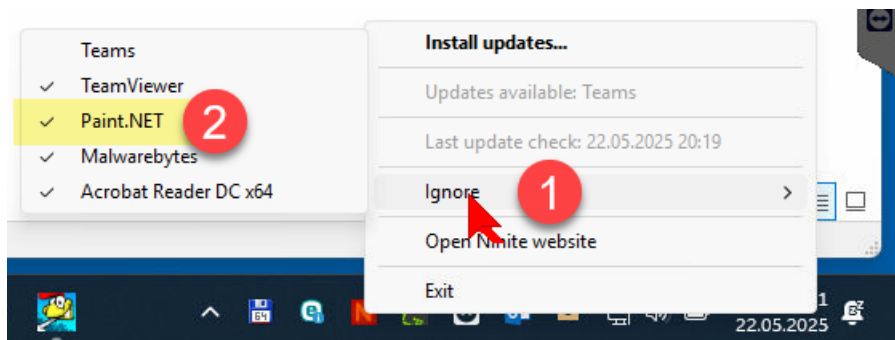 Teams
TeamViewer
Paint.NET
2
Malwarebytes
Acrobat Reader DC x64
Install updates...
Updates available: Teams
Last update check: 22.05.2025 20:19
Ignore
1
Open Ninite website
Exit
64
22.05.2025